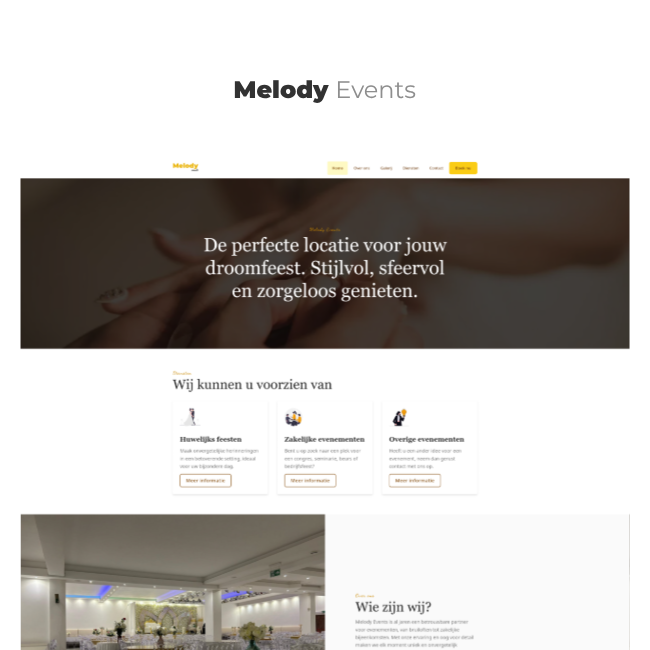 Melody Events
Melody
Home Over ons Galerij Diensten Contact Boek nu
Melody Events
De perfecte locatie voor jouw
droomfeest. Stijlvol, sfeervol
en zorgeloos genieten.
Diensten
Wij kunnen u voorzien van
Huwelijks feesten
Maak onvergetelijke herinneringen
in een betoverende setting, ideaal
voor uw bijzondere dag.
Meer informatie
Zakelijke evenementen
Bent u op zoek naar een plek voor
een congres, seminarie, beurs of
bedrijfsfeest?
Meer informatie
Overige evenementen
Heeft u een ander idee voor een
evenement, neem dan gerust
contact met ons op.
Meer informatie
Over ons
Wie zijn wij?
Melody Events is al jaren een betrouwbare partner
voor evenementen, van bruiloften tot zakelijke
bijeenkomsten. Met onze ervaring en oog voor detail
maken we elk moment uniek en onvergetelijk